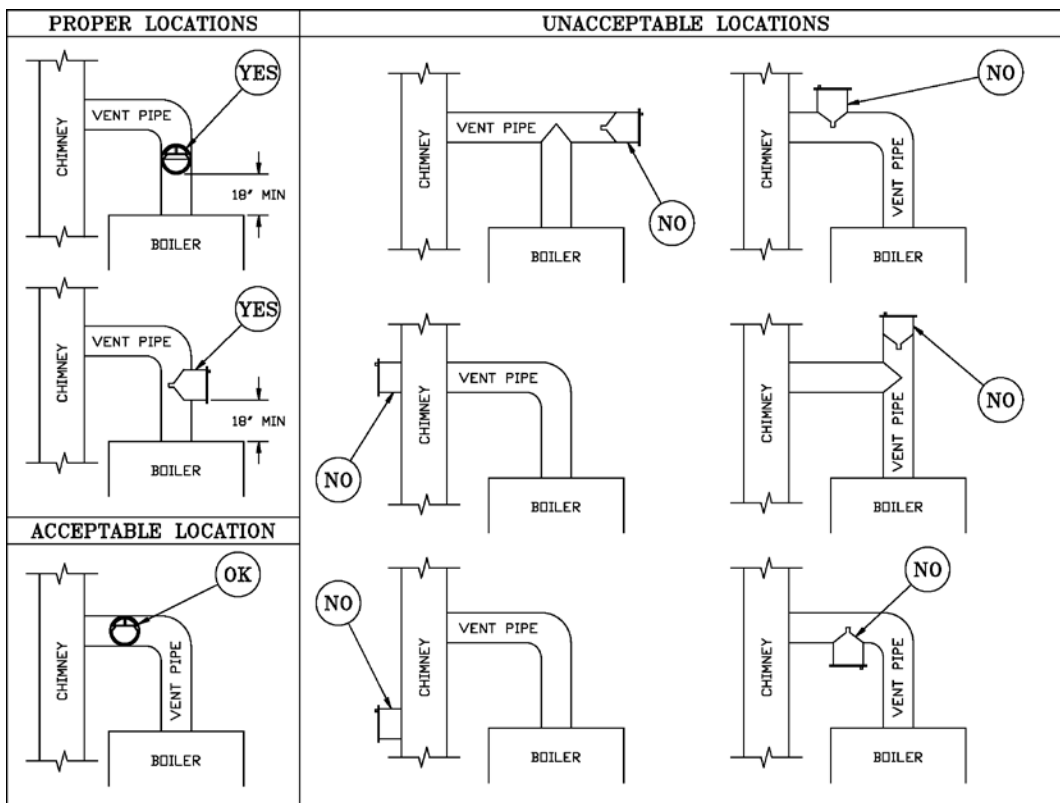 PROPER LOCATIONS
YES
VENT PIPE
CHIMNEY
18" MIN
BOILER
YES
VENT PIPE
CHIMNEY
18" MIN
BOILER
ACCEPTABLE LOCATION
OK
CHIMNEY
VENT PIPE
BOILER
UNACCEPTABLE LOCATIONS
CHIMNEY
VENT PIPE
NO
BOILER
NO
CHIMNEY
VENT PIPE
BOILER
CHIMNEY
VENT PIPE
NO
BOILER
CHIMNEY
VENT PIPE
NO
BOILER
NO
CHIMNEY
VENT PIPE
BOILER
NO
CHIMNEY
VENT PIPE
BOILER